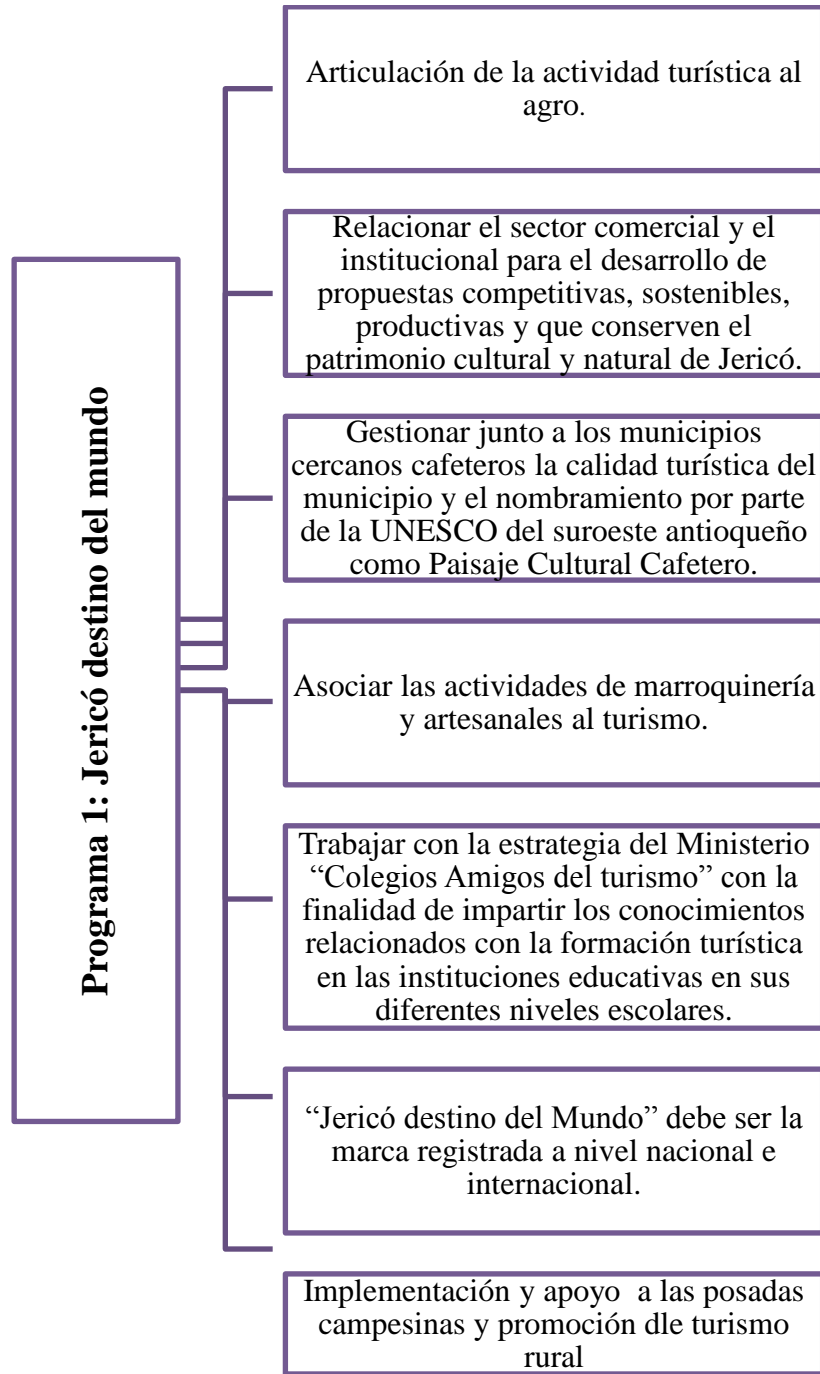 Programa 1: Jericó destino del mundo
Articulación de la actividad turística al
agro.
Relacionar el sector comercial y el
institucional para el desarrollo de
propuestas competitivas, sostenibles,
productivas y que conserven el
patrimonio cultural y natural de Jericó.
Gestionar junto a los municipios
cercanos cafeteros la calidad turística del
municipio y el nombramiento por parte
de la UNESCO del suroeste antioqueño
como Paisaje Cultural Cafetero.
Asociar las actividades de marroquinería
y artesanales al turismo.
Trabajar con la estrategia del Ministerio
“Colegios Amigos del turismo” con la
finalidad de impartir los conocimientos
relacionados con la formación turística
en las instituciones educativas en sus
diferentes niveles escolares.
“Jericó destino del Mundo” debe ser la
marca registrada a nivel nacional e
internacional.
Implementación y apoyo  a las posadas
campesinas y promoción dle turismo
rural